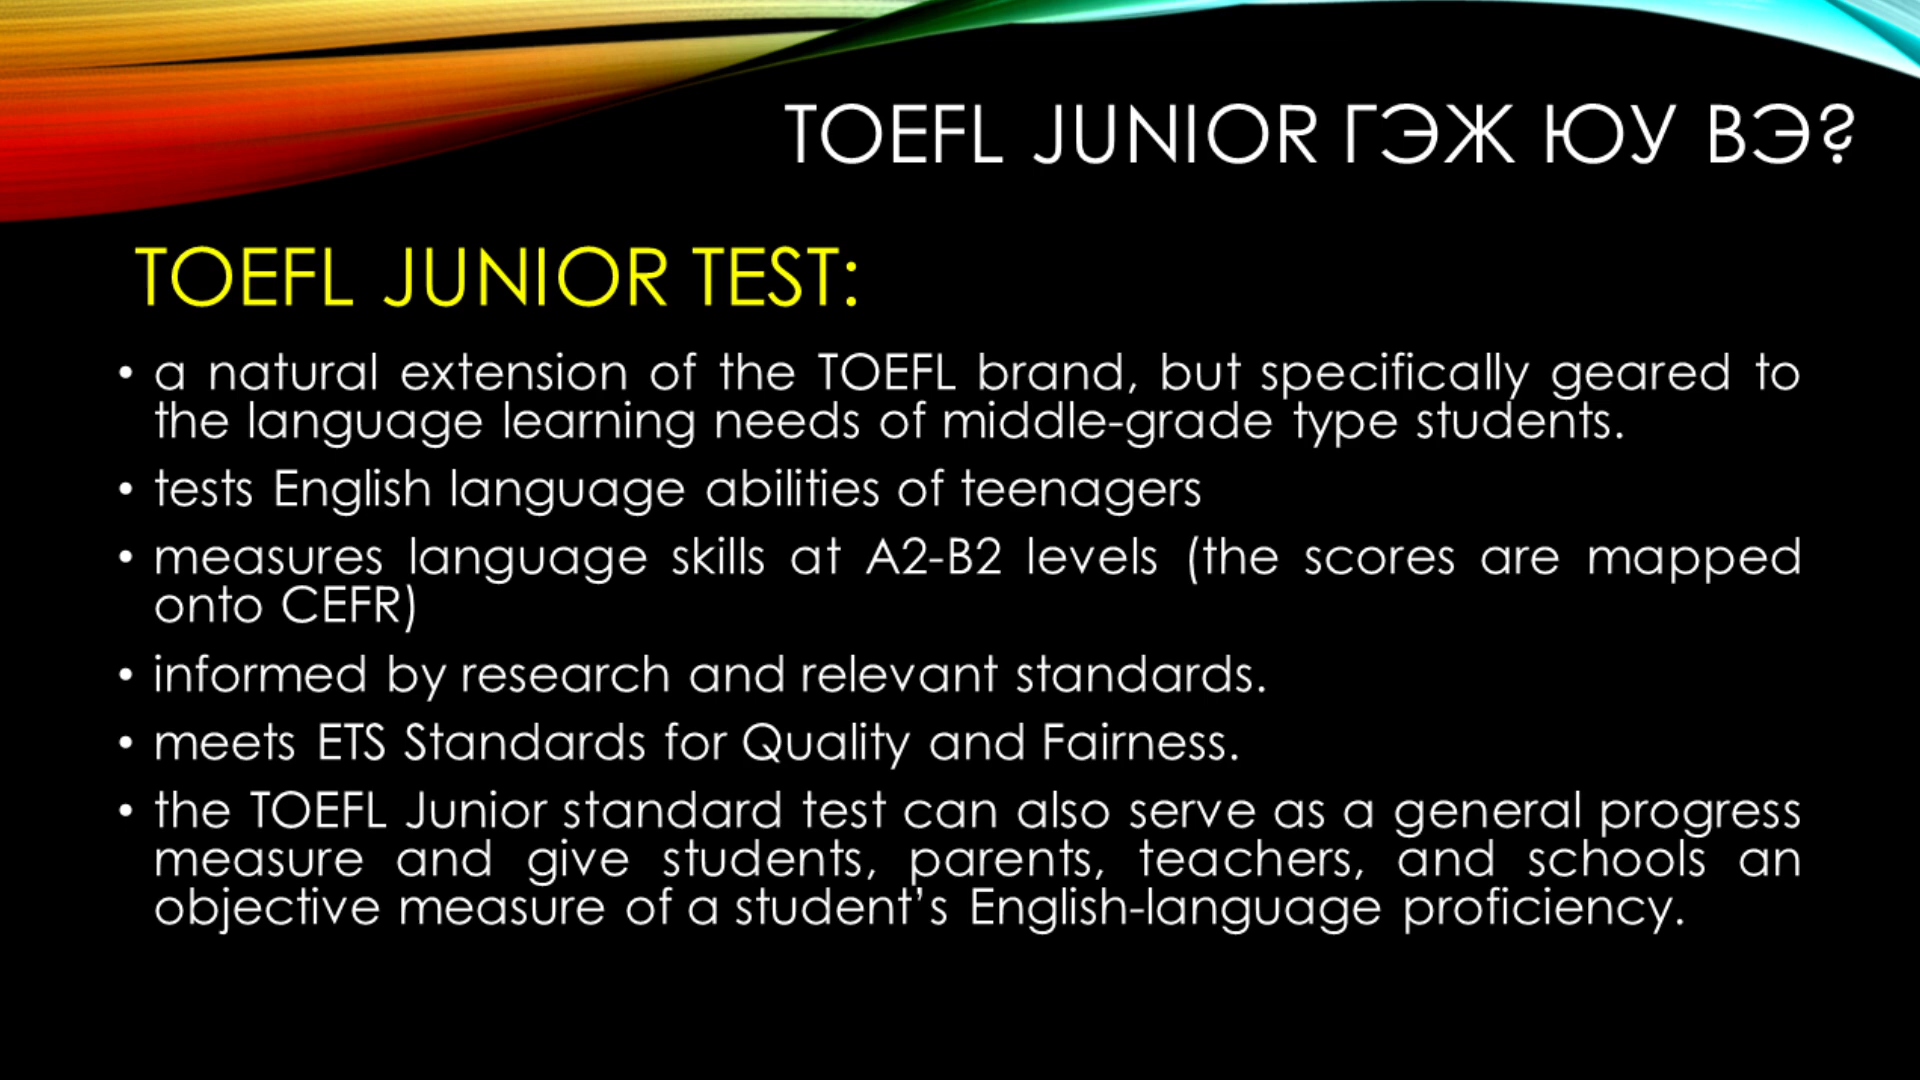 TOEFL JUNIOR ГЭЖ ЮУ ВЭ?
TOEFL JUNIOR TEST:
• a natural extension of the TOEFL brand, but specifically geared to
the language learning needs of middle-grade type students.
• tests English language abilities of teenagers
• measures language skills at A2-B2 levels (the scores are mapped
onto CEFR)
• informed by research and relevant standards.
• meets ETS Standards for Quality and Fairness.
• the TOEFL Junior standard test can also serve as a general progress
measure and give students, parents, teachers, and schools an
objective measure of a student’s English-language proficiency.